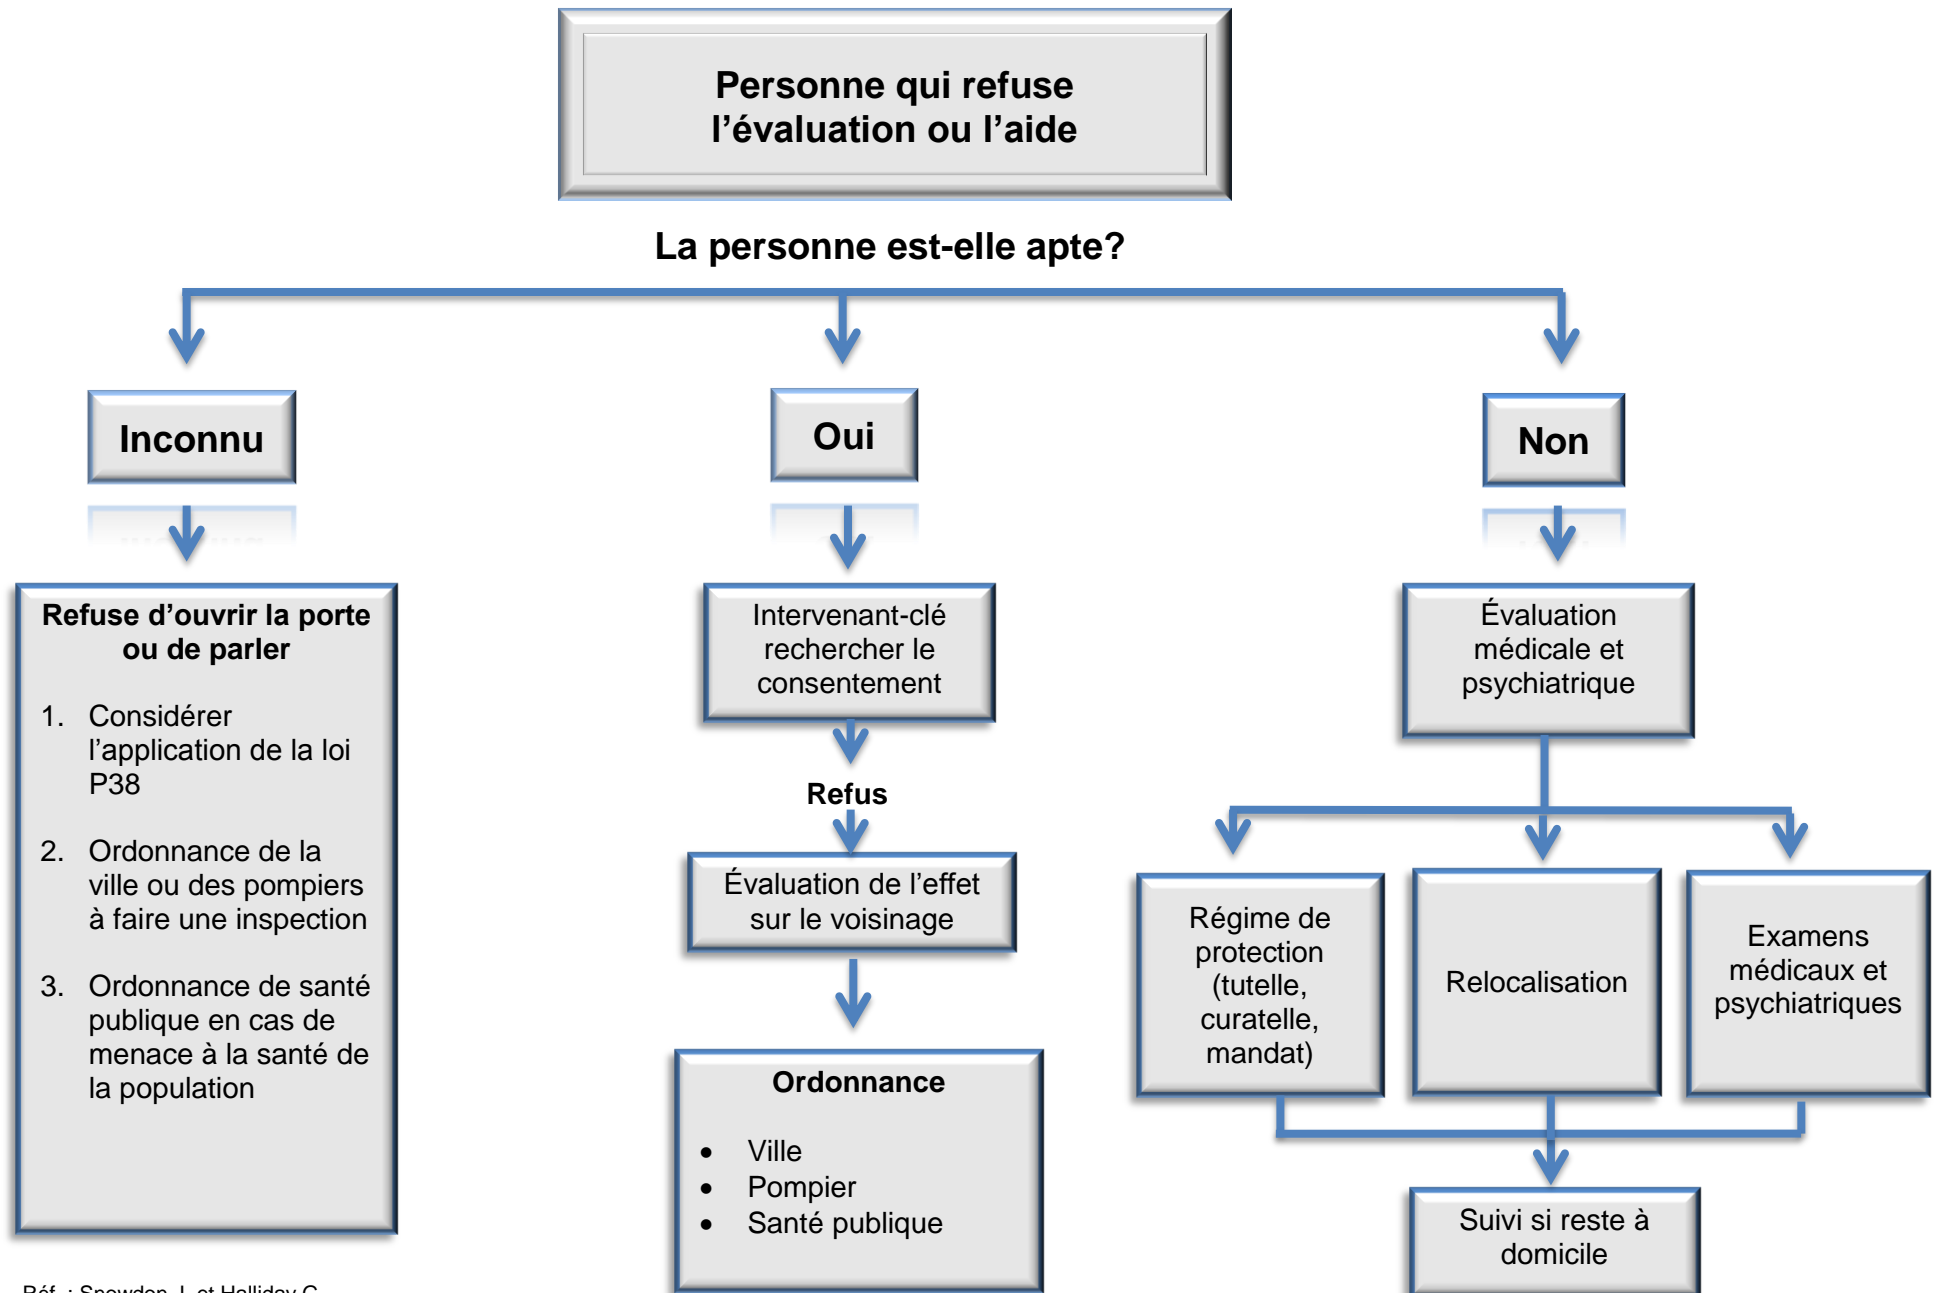 Personne qui refuse
l’évaluation ou l’aide
La personne est-elle apte?
Inconnu
Oui
Non
Refuse d’ouvrir la porte
ou de parler
1. Considérer
l’application de la loi
P38
2. Ordonnance de la
ville ou des pompiers
à faire une inspection
3. Ordonnance de santé
publique en cas de
menace à la santé de
la population
Intervenant-clé
rechercher le
consentement
Refus
Évaluation de l’effet
sur le voisinage
Ordonnance
• Ville
• Pompier
• Santé publique
Évaluation
médicale et
psychiatrique
Régime de
protection
(tutelle,
curatelle,
mandat)
Relocalisation
Examens
médicaux et
psychiatriques
Suivi si reste à
domicile
Réf. : Snowdon J. et Halliday G.